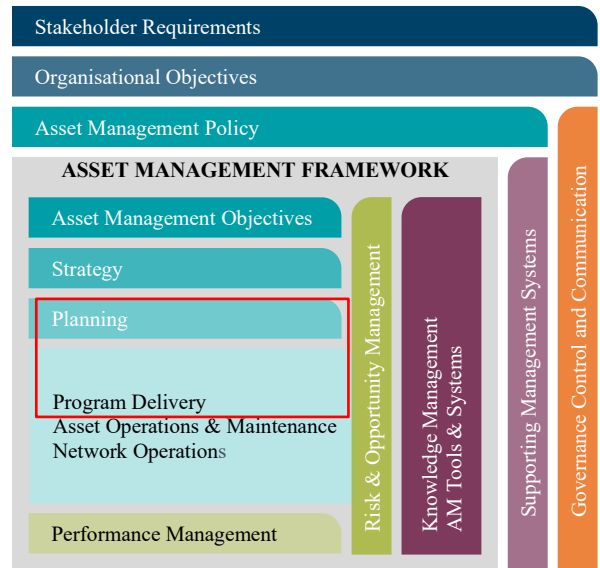 Stakeholder Requirements
Organisational Objectives
Asset Management Policy
ASSET MANAGEMENT FRAMEWORK
Asset Management Objectives
Strategy
Planning
Program Delivery
Asset Operations & Maintenance
Network Operations
Performance Management
Risk & Opportunity Management
Knowledge Management
AM Tools & Systems
Supporting Management Systems
Governance Control and Communication